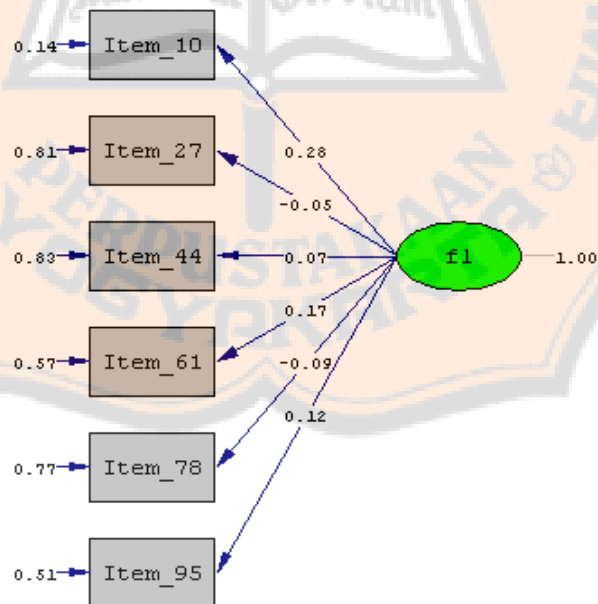 0.14 Item_10
0.28
0.81 Item_27
-0.05
0.83 Item_44 0.07 f1 1.00
0.17
0.57 Item_61 -0.09
0.12
0.77 Item_78
0.51 Item_95
PERPUSTAKAAN